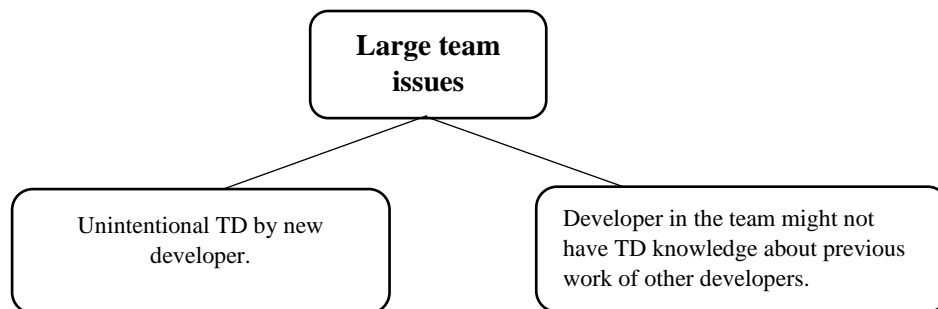 Large team
issues
Unintentional TD by new
developer.
Developer in the team might not
have TD knowledge about previous
work of other developers.